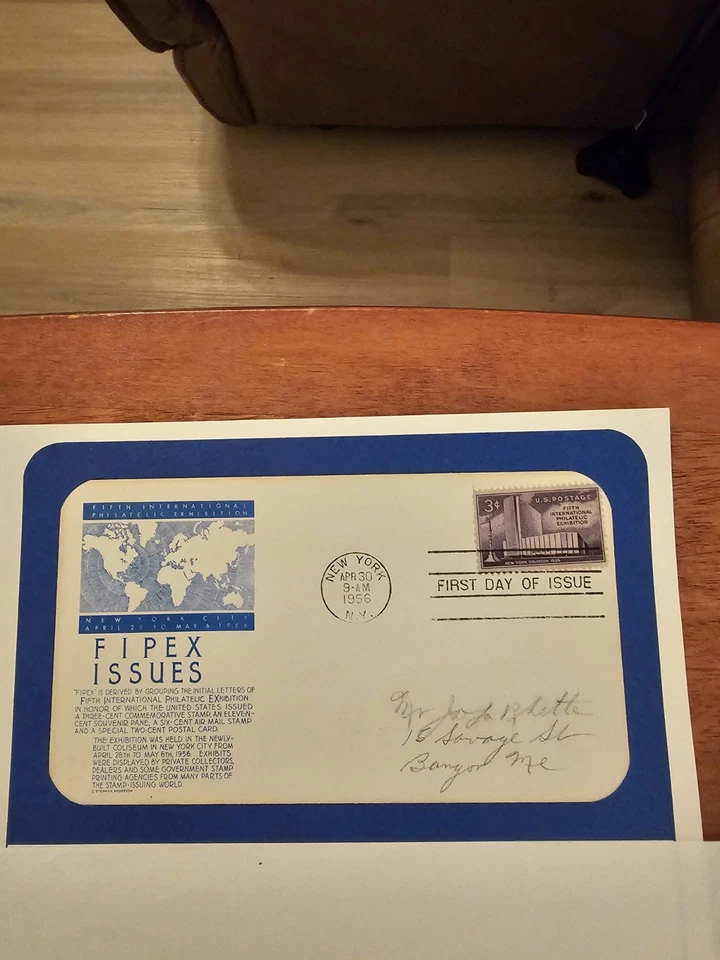 FIFTH INTERNATIONAL
PHILATELIC EXHIBITION
NEW YORK CITY
APRIL 28 TO MAY 6, 1956
FIPEX
ISSUES
"FIPEX" IS DERIVED BY GROUPING THE INITIAL LETTERS OF
FIFTH INTERNATIONAL PHILATELIC EXHIBITION
IN HONOR OF WHICH THE UNITED STATES ISSUED
A THREE-CENT COMMEMORATIVE STAMP, AN ELEVEN-
CENT SOUVENIR PANE, A SIX-CENT AIR MAIL STAMP
AND A SPECIAL TWO-CENT POSTAL CARD.
THE EXHIBITION WAS HELD IN THE NEWLY-
BUILT COLISEUM IN NEW YORK CITY FROM
APRIL 28TH TO MAY 6TH, 1956. EXHIBITS
WERE DISPLAYED BY PRIVATE COLLECTORS,
DEALERS AND SOME GOVERNMENT STAMP
PRINTING AGENCIES FROM MANY PARTS OF
THE STAMP-ISSUING WORLD.
C STEPHEN ANDERSON
NEW YORK
APR 30
9-AM
1956
N.Y.
3¢
U.S. POSTAGE
FIFTH
INTERNATIONAL
PHILATELIC
EXHIBITION
NEW YORK COLISEUM 1956
FIRST DAY OF ISSUE
Mr
15 Savage St
Bangor Me